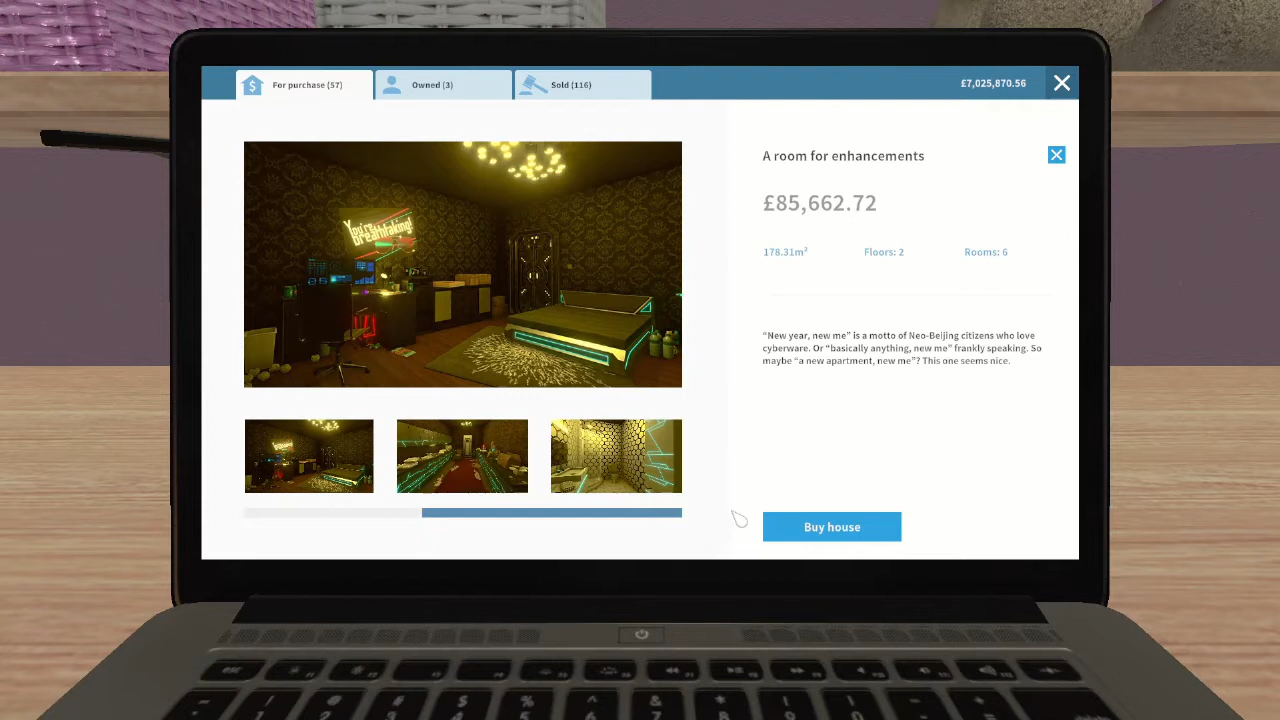 For purchase (57)
Owned (3)
Sold (116)
£7,025,870.56
A room for enhancements
£85,662.72
178.31m²
Floors: 2
Rooms: 6
You're
breathtaking!
“New year, new me” is a motto of Neo-Beijing citizens who love
cyberware. Or “basically anything, new me” frankly speaking. So
maybe “a new apartment, new me”? This one seems nice.
Buy house
esc